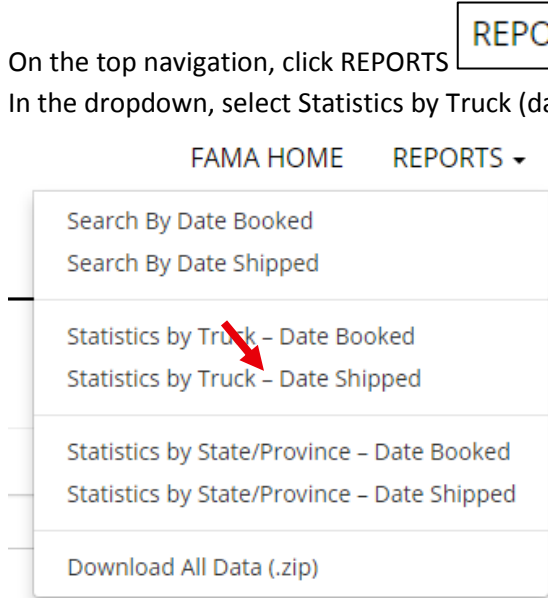 On the top navigation, click REPORTS REPO
In the dropdown, select Statistics by Truck (da
FAMA HOME REPORTS
Search By Date Booked
Search By Date Shipped
Statistics by Truck – Date Booked
Statistics by Truck – Date Shipped
Statistics by State/Province – Date Booked
Statistics by State/Province – Date Shipped
Download All Data (.zip)